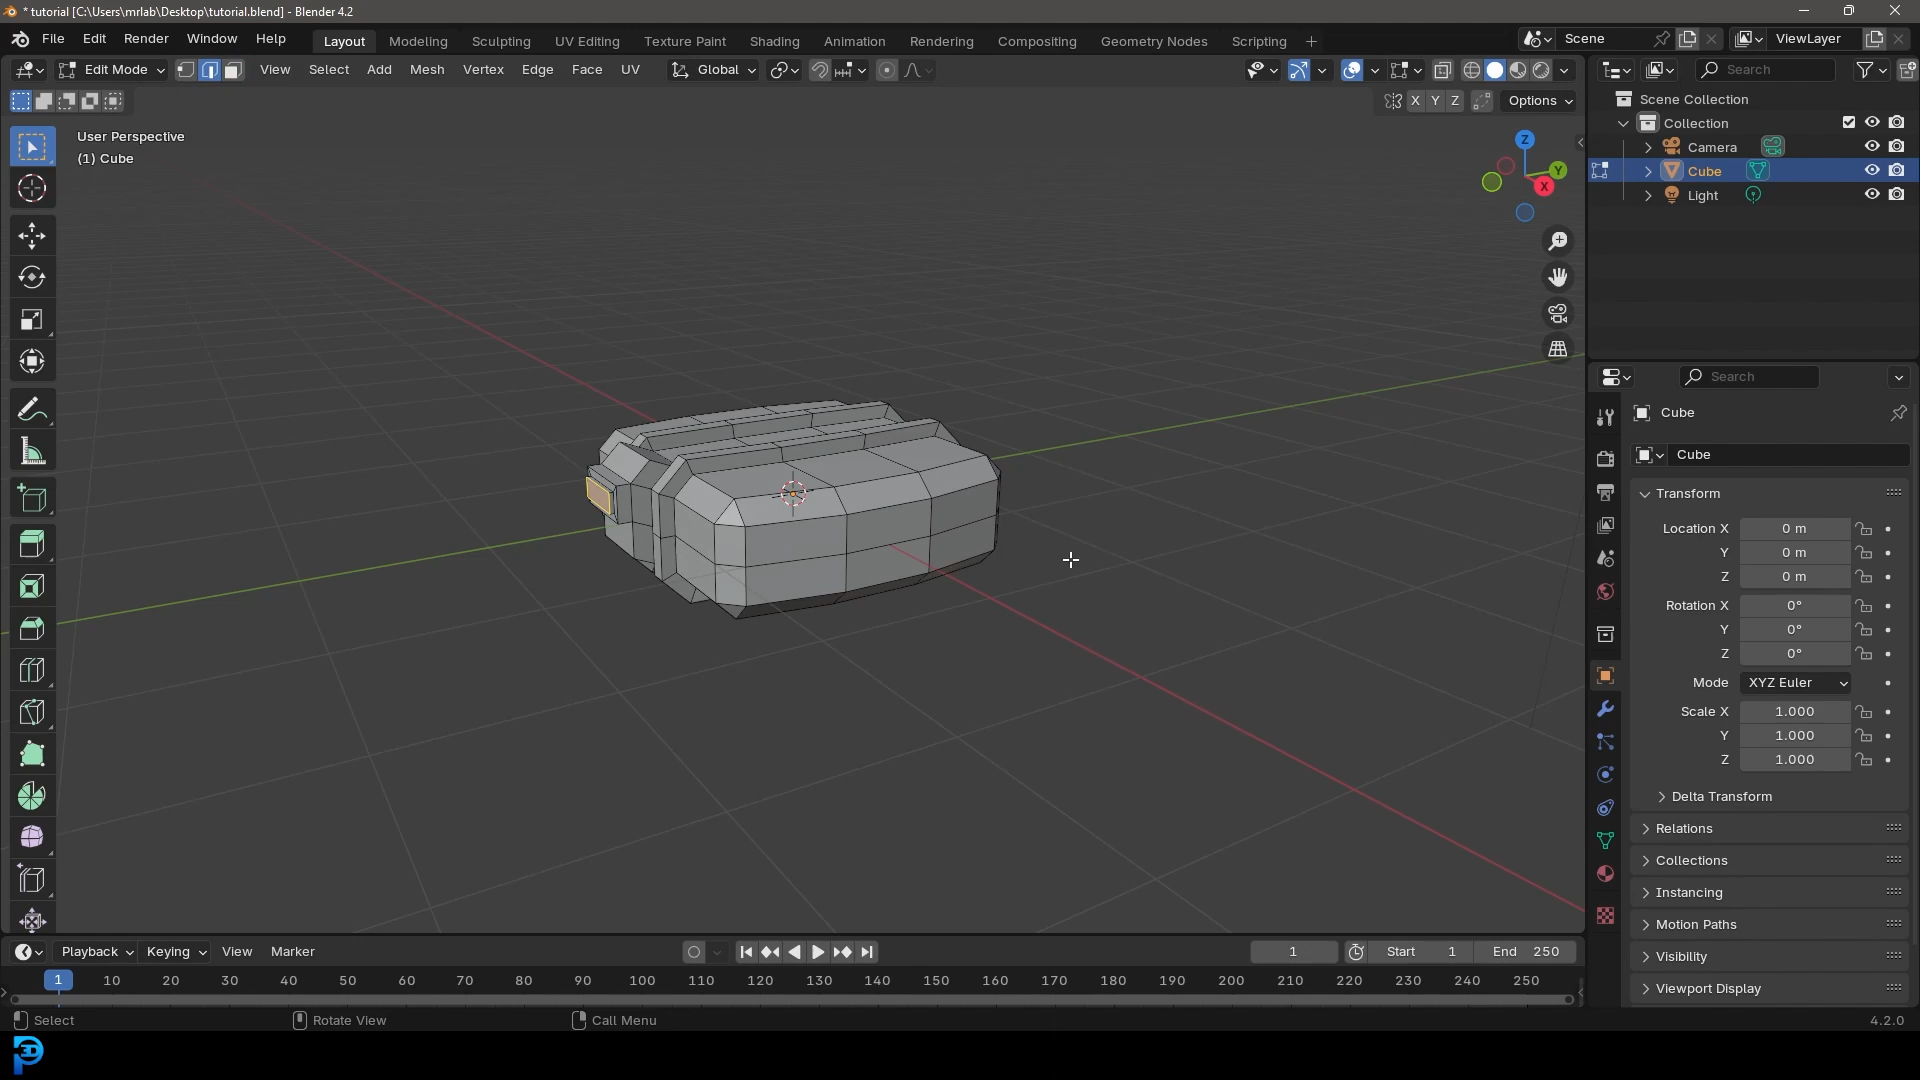 * tutorial [C:\Users\mrlab\Desktop\tutorial.blend] - Blender 4.2
File Edit Render Window Help Layout Modeling Sculpting UV Editing Texture Paint Shading Animation Rendering Compositing Geometry Nodes Scripting + Scene ViewLayer
Edit Mode View Select Add Mesh Vertex Edge Face UV Global Search
X Y Z Options
Scene Collection
Collection
Camera
Cube
Light
User Perspective
(1) Cube
Z
Y
X
Search
Cube
Cube
Transform
Location X 0 m
Y 0 m
Z 0 m
Rotation X 0°
Y 0°
Z 0°
Mode XYZ Euler
Scale X 1.000
Y 1.000
Z 1.000
Delta Transform
Relations
Collections
Instancing
Motion Paths
Visibility
Viewport Display
Playback Keying View Marker 1 Start 1 End 250
1 10 20 30 40 50 60 70 80 90 100 110 120 130 140 150 160 170 180 190 200 210 220 230 240 250
Select Rotate View Call Menu 4.2.0